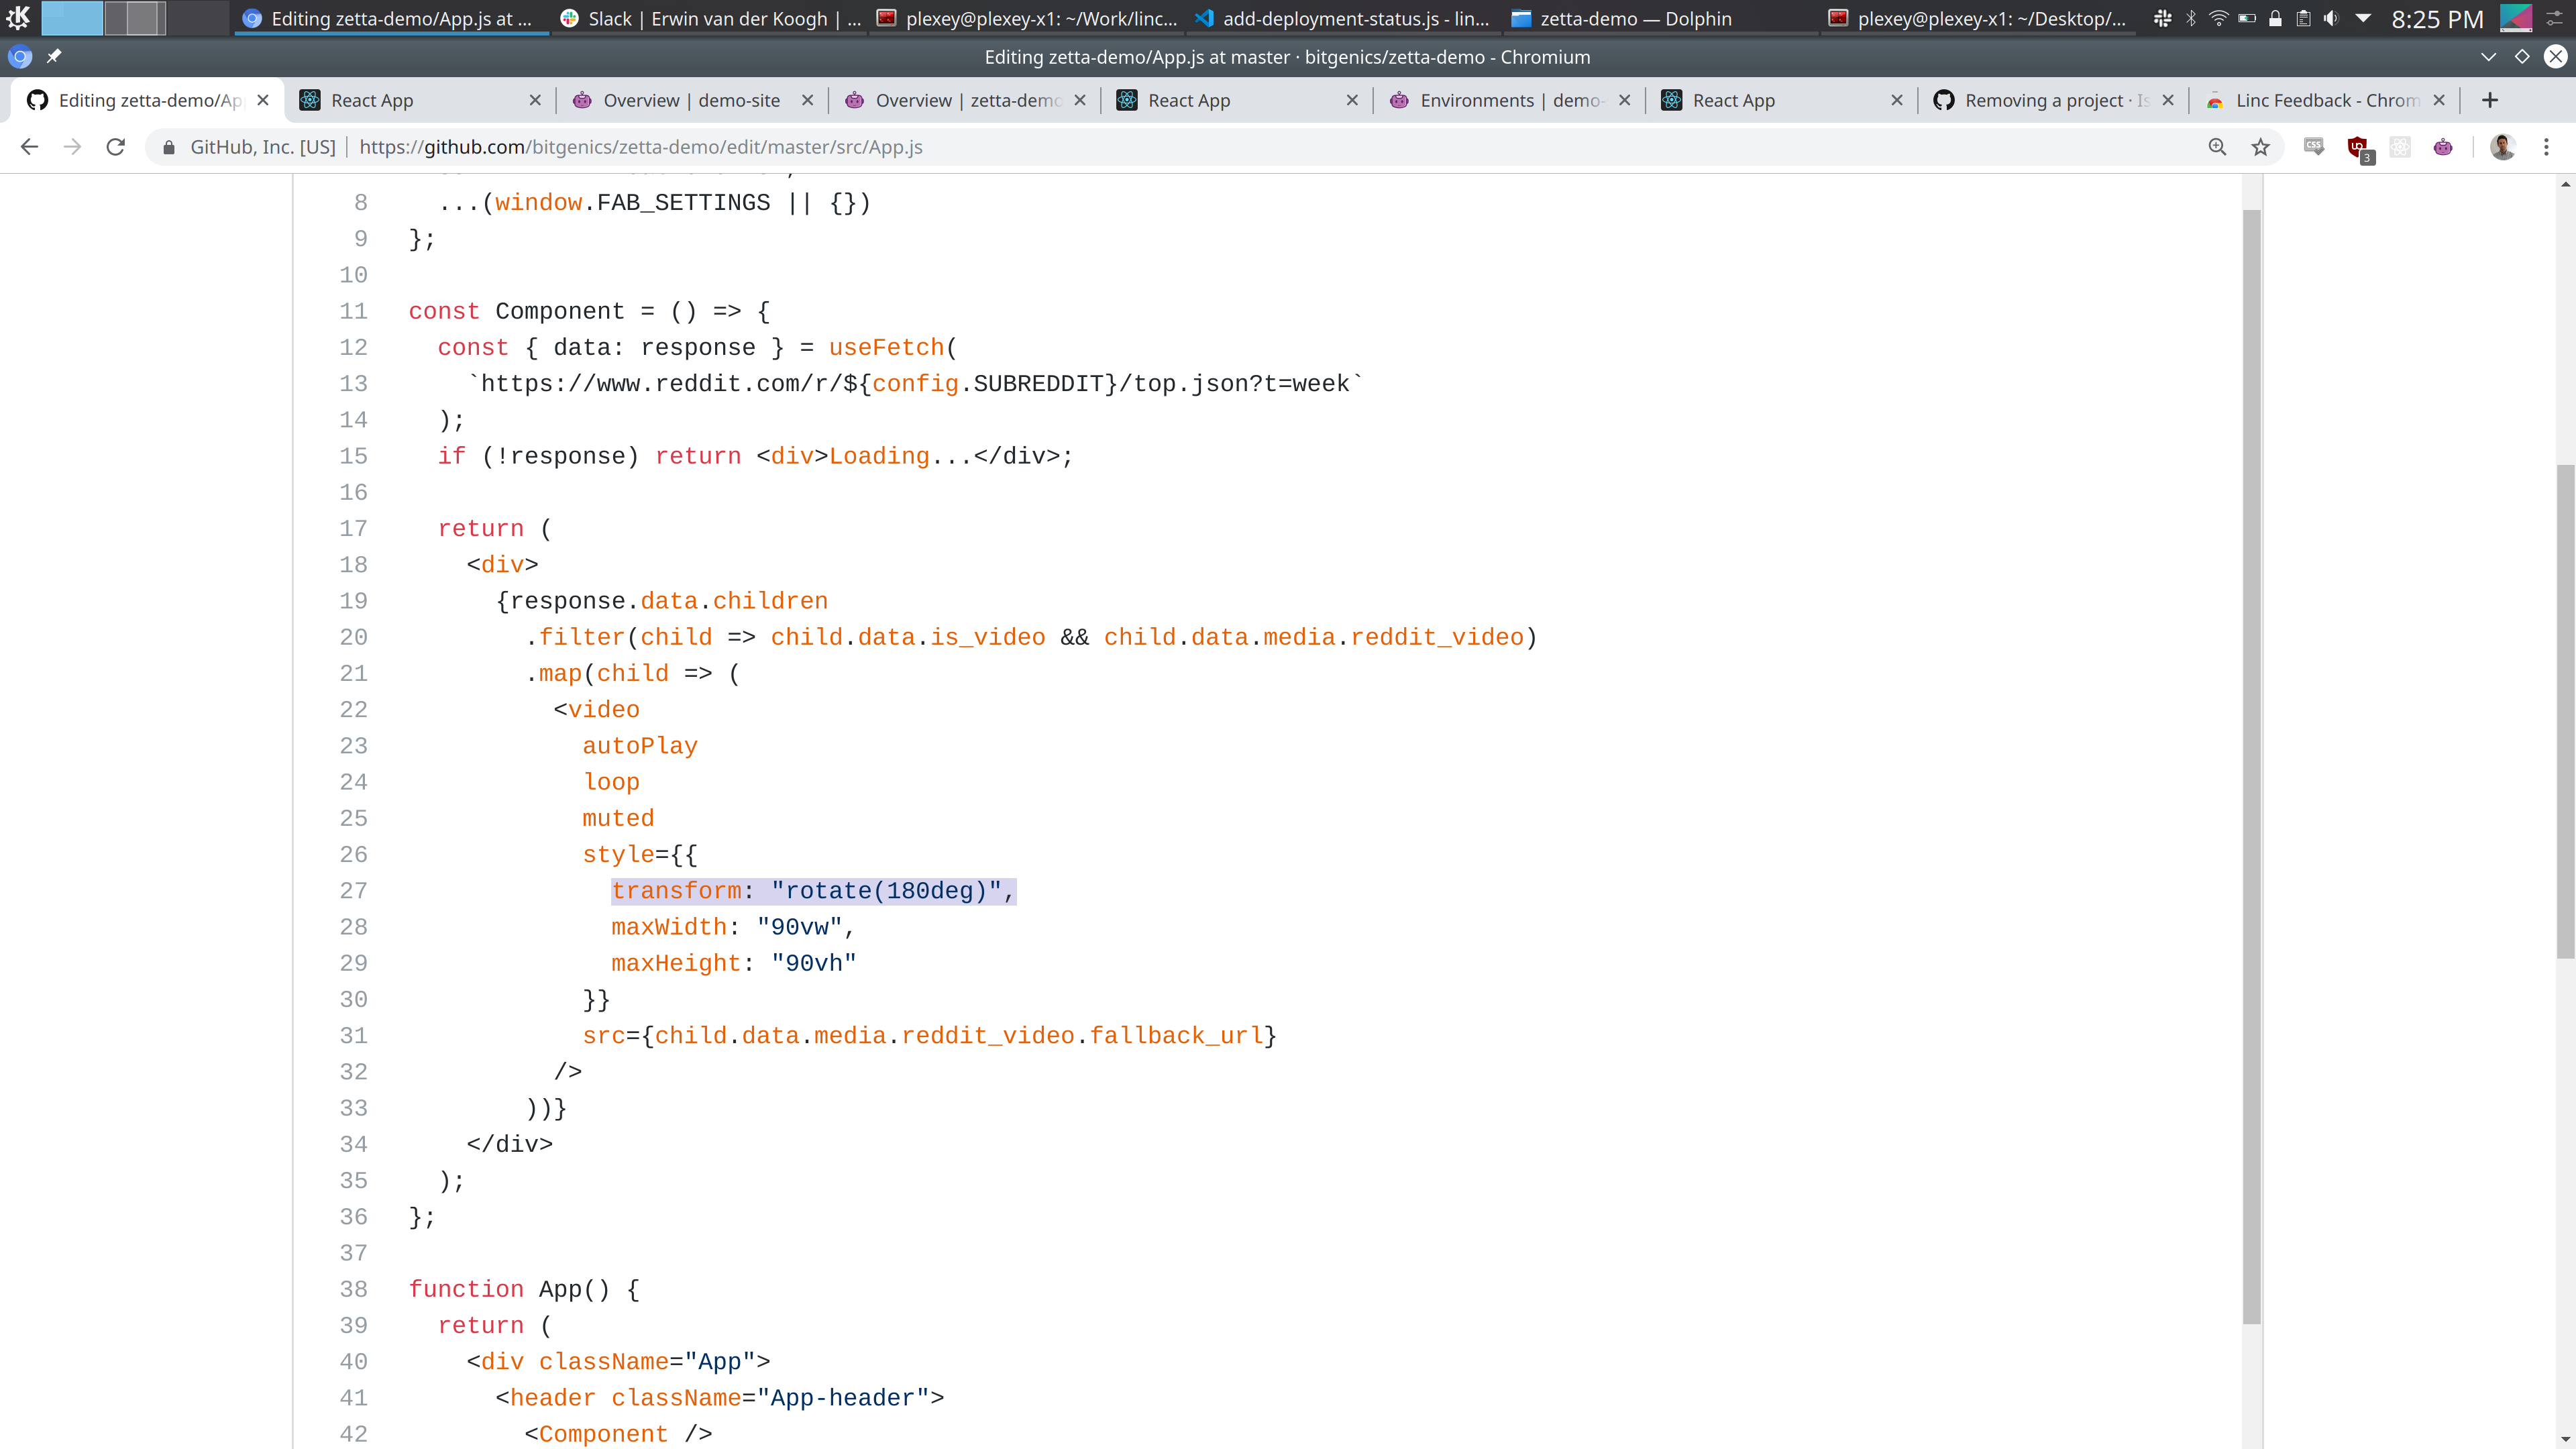 Editing zetta-demo/App.js at ...
Slack | Erwin van der Koogh | ...
plexey@plexey-x1: ~/Work/linc...
add-deployment-status.js - lin...
zetta-demo — Dolphin
plexey@plexey-x1: ~/Desktop/...
8:25 PM
Editing zetta-demo/App.js at master · bitgenics/zetta-demo - Chromium
Editing zetta-demo/Ap
React App
Overview | demo-site
Overview | zetta-demo
React App
Environments | demo-
React App
Removing a project · Is
Linc Feedback - Chrom
GitHub, Inc. [US]
https://github.com/bitgenics/zetta-demo/edit/master/src/App.js
3
8 ...(window.FAB_SETTINGS || {})
9 };
10
11 const Component = () => {
12 const { data: response } = useFetch(
13 `https://www.reddit.com/r/${config.SUBREDDIT}/top.json?t=week`
14 );
15 if (!response) return <div>Loading...</div>;
16
17 return (
18 <div>
19 {response.data.children
20 .filter(child => child.data.is_video && child.data.media.reddit_video)
21 .map(child => (
22 <video
23 autoPlay
24 loop
25 muted
26 style={{
27 transform: "rotate(180deg)",
28 maxWidth: "90vw",
29 maxHeight: "90vh"
30 }}
31 src={child.data.media.reddit_video.fallback_url}
32 />
33 ))}
34 </div>
35 );
36 };
37
38 function App() {
39 return (
40 <div className="App">
41 <header className="App-header">
42 <Component />